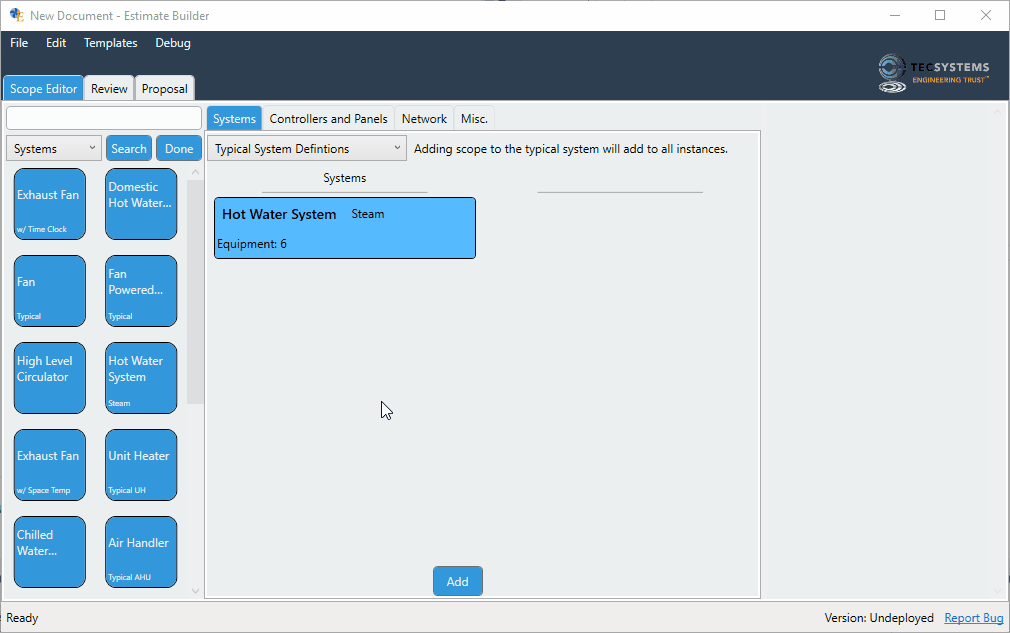 New Document - Estimate Builder
File Edit Templates Debug
TECSYSTEMS
ENGINEERING TRUST™
Scope Editor Review Proposal
Systems Controllers and Panels Network Misc.
Systems Search Done
Typical System Defintions Adding scope to the typical system will add to all instances.
Systems
Exhaust Fan
w/ Time Clock
Domestic
Hot Water...
Hot Water System Steam
Equipment: 6
Fan
Typical
Fan
Powered...
Typical
High Level
Circulator
Hot Water
System
Steam
Exhaust Fan
w/ Space Temp
Unit Heater
Typical UH
Chilled
Water...
Air Handler
Typical AHU
Add
Ready
Version: Undeployed Report Bug